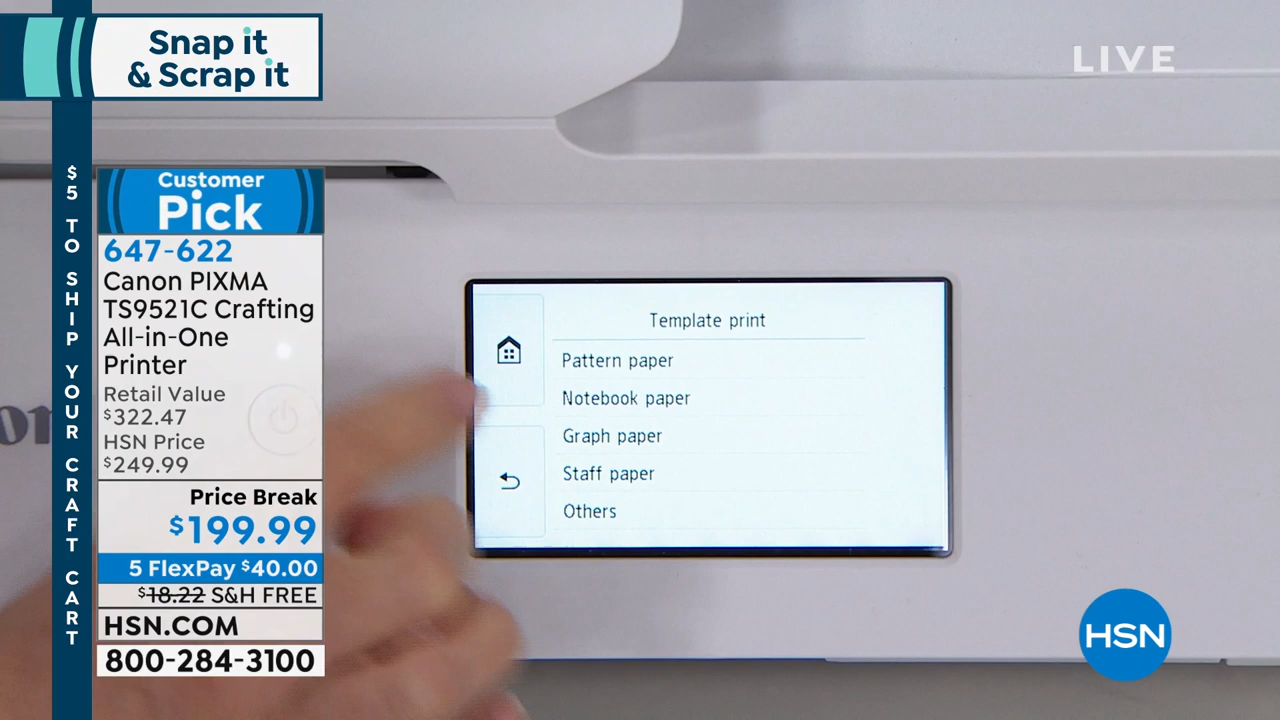 Snap it
& Scrap it
LIVE
$5 TO SHIP YOUR CRAFT CART
Customer
Pick
647-622
Canon PIXMA
TS9521C Crafting
All-in-One
Printer
Retail Value
$322.47
HSN Price
$249.99
Price Break
$199.99
5 FlexPay $40.00
$18.22 S&H FREE
HSN.COM
800-284-3100
Template print
Pattern paper
Notebook paper
Graph paper
Staff paper
Others
HSN